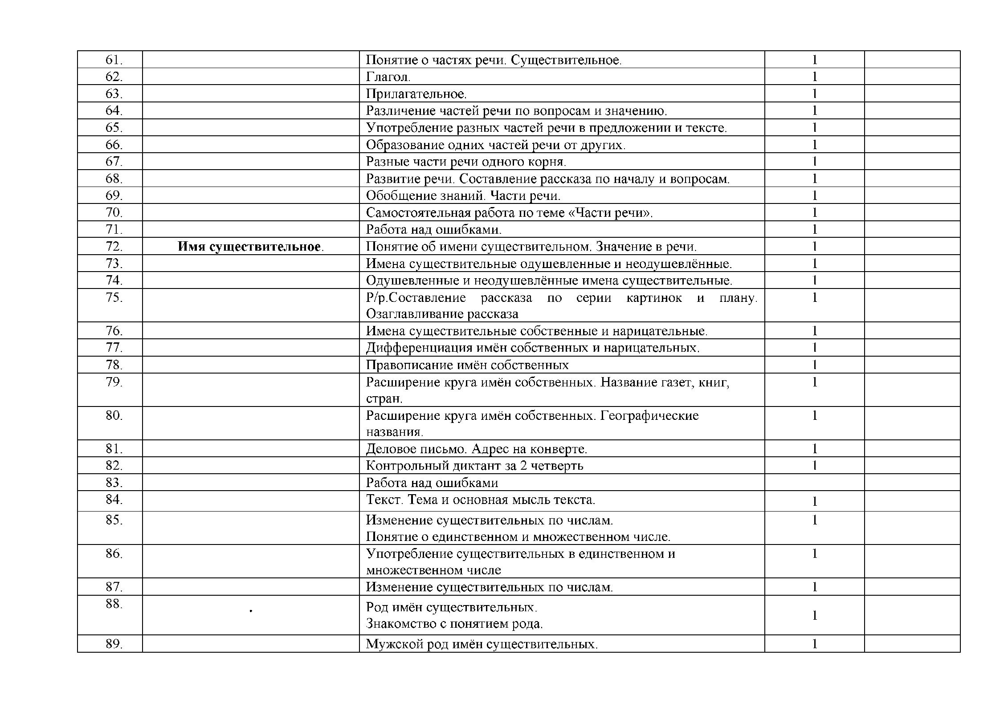 61. Понятие о частях речи. Существительное. 1
62. Глагол. 1
63. Прилагательное. 1
64. Различение частей речи по вопросам и значению. 1
65. Употребление разных частей речи в предложении и тексте. 1
66. Образование одних частей речи от других. 1
67. Разные части речи одного корня. 1
68. Развитие речи. Составление рассказа по началу и вопросам. 1
69. Обобщение знаний. Части речи. 1
70. Самостоятельная работа по теме «Части речи». 1
71. Работа над ошибками. 1
72. Имя существительное. Понятие об имени существительном. Значение в речи. 1
73. Имена существительные одушевленные и неодушевлённые. 1
74. Одушевленные и неодушевлённые имена существительные. 1
75. Р/р.Составление рассказа по серии картинок и плану. 1
Озаглавливание рассказа
76. Имена существительные собственные и нарицательные. 1
77. Дифференциация имён собственных и нарицательных. 1
78. Правописание имён собственных 1
79. Расширение круга имён собственных. Название газет, книг, 1
стран.
80. Расширение круга имён собственных. Географические 1
названия.
81. Деловое письмо. Адрес на конверте. 1
82. Контрольный диктант за 2 четверть 1
83. Работа над ошибками
84. Текст. Тема и основная мысль текста. 1
85. Изменение существительных по числам. 1
Понятие о единственном и множественном числе.
86. Употребление существительных в единственном и 1
множественном числе
87. Изменение существительных по числам. 1
88. . Род имён существительных. 1
Знакомство с понятием рода.
89. Мужской род имён существительных. 1